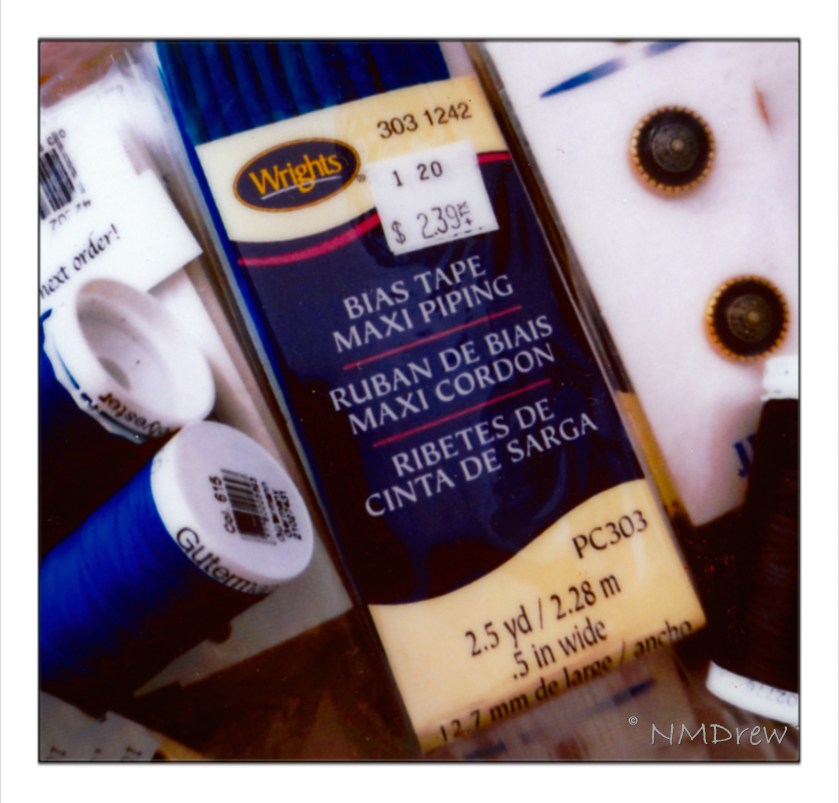 303 1242
Wrights
1 20
$ 2.39
BIAS TAPE
MAXI PIPING
RUBAN DE BIAIS
MAXI CORDON
RIBETES DE
CINTA DE SARGA
PC303
2.5 yd / 2.28 m
.5 in wide
12.7 mm de large / ancho
next order!
Col. 615
© NMDrew